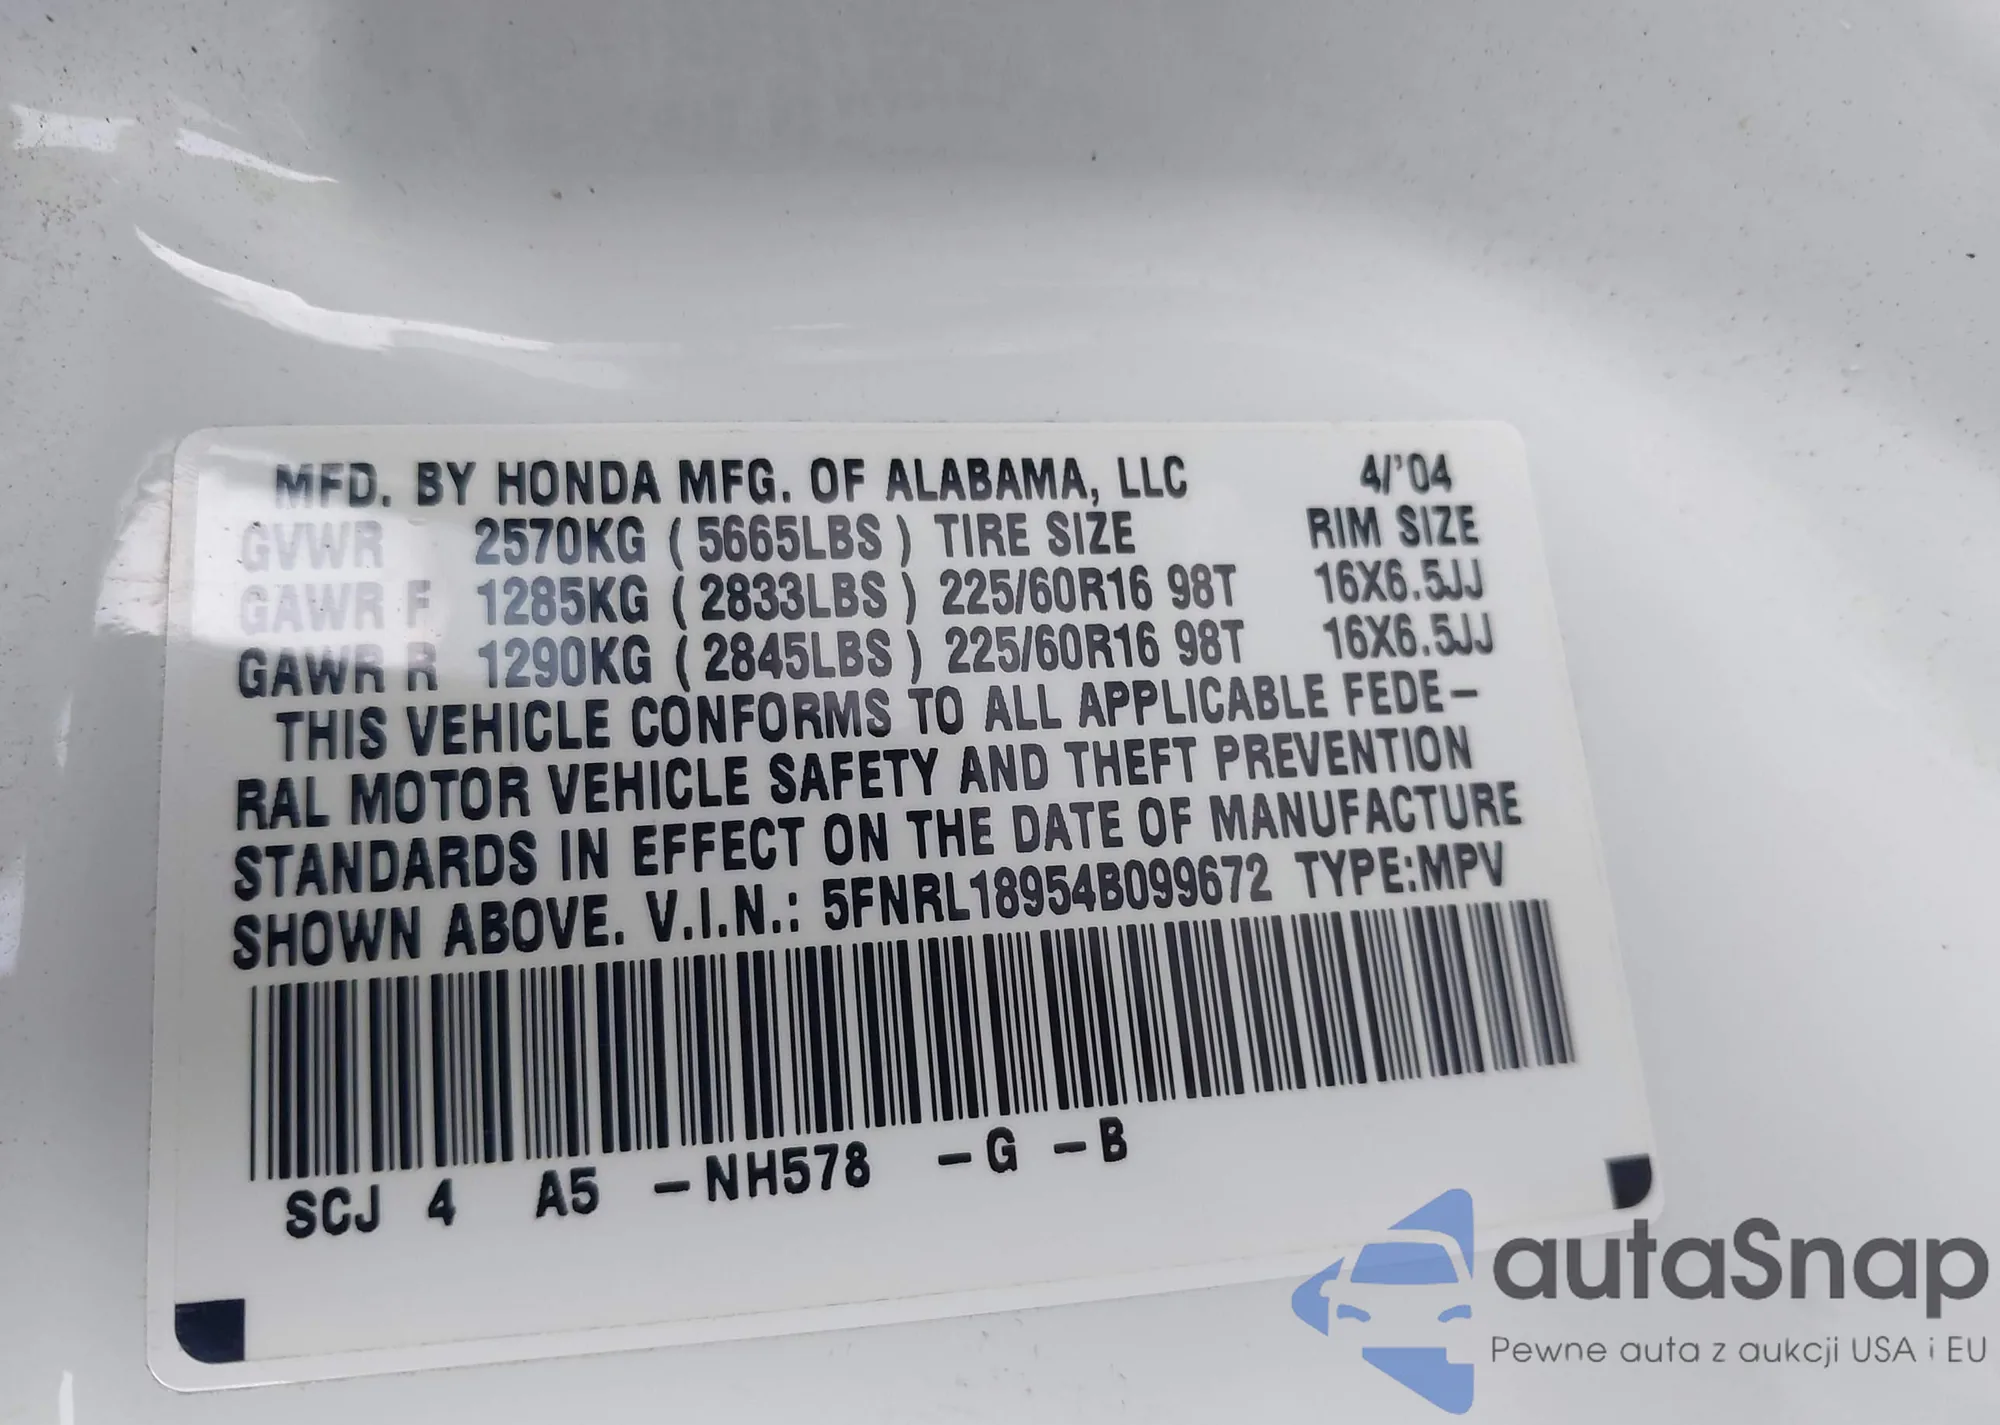 MFD. BY HONDA MFG. OF ALABAMA, LLC 4/'04
GVWR 2570KG ( 5665LBS ) TIRE SIZE RIM SIZE
GAWR F 1285KG ( 2833LBS ) 225/60R16 98T 16X6.5JJ
GAWR R 1290KG ( 2845LBS ) 225/60R16 98T 16X6.5JJ
THIS VEHICLE CONFORMS TO ALL APPLICABLE FEDE-
RAL MOTOR VEHICLE SAFETY AND THEFT PREVENTION
STANDARDS IN EFFECT ON THE DATE OF MANUFACTURE
SHOWN ABOVE. V.I.N.: 5FNRL18954B099672 TYPE:MPV
SCJ 4 A5 -NH578 -G -B
autaSnap
Pewne auta z aukcji USA i EU